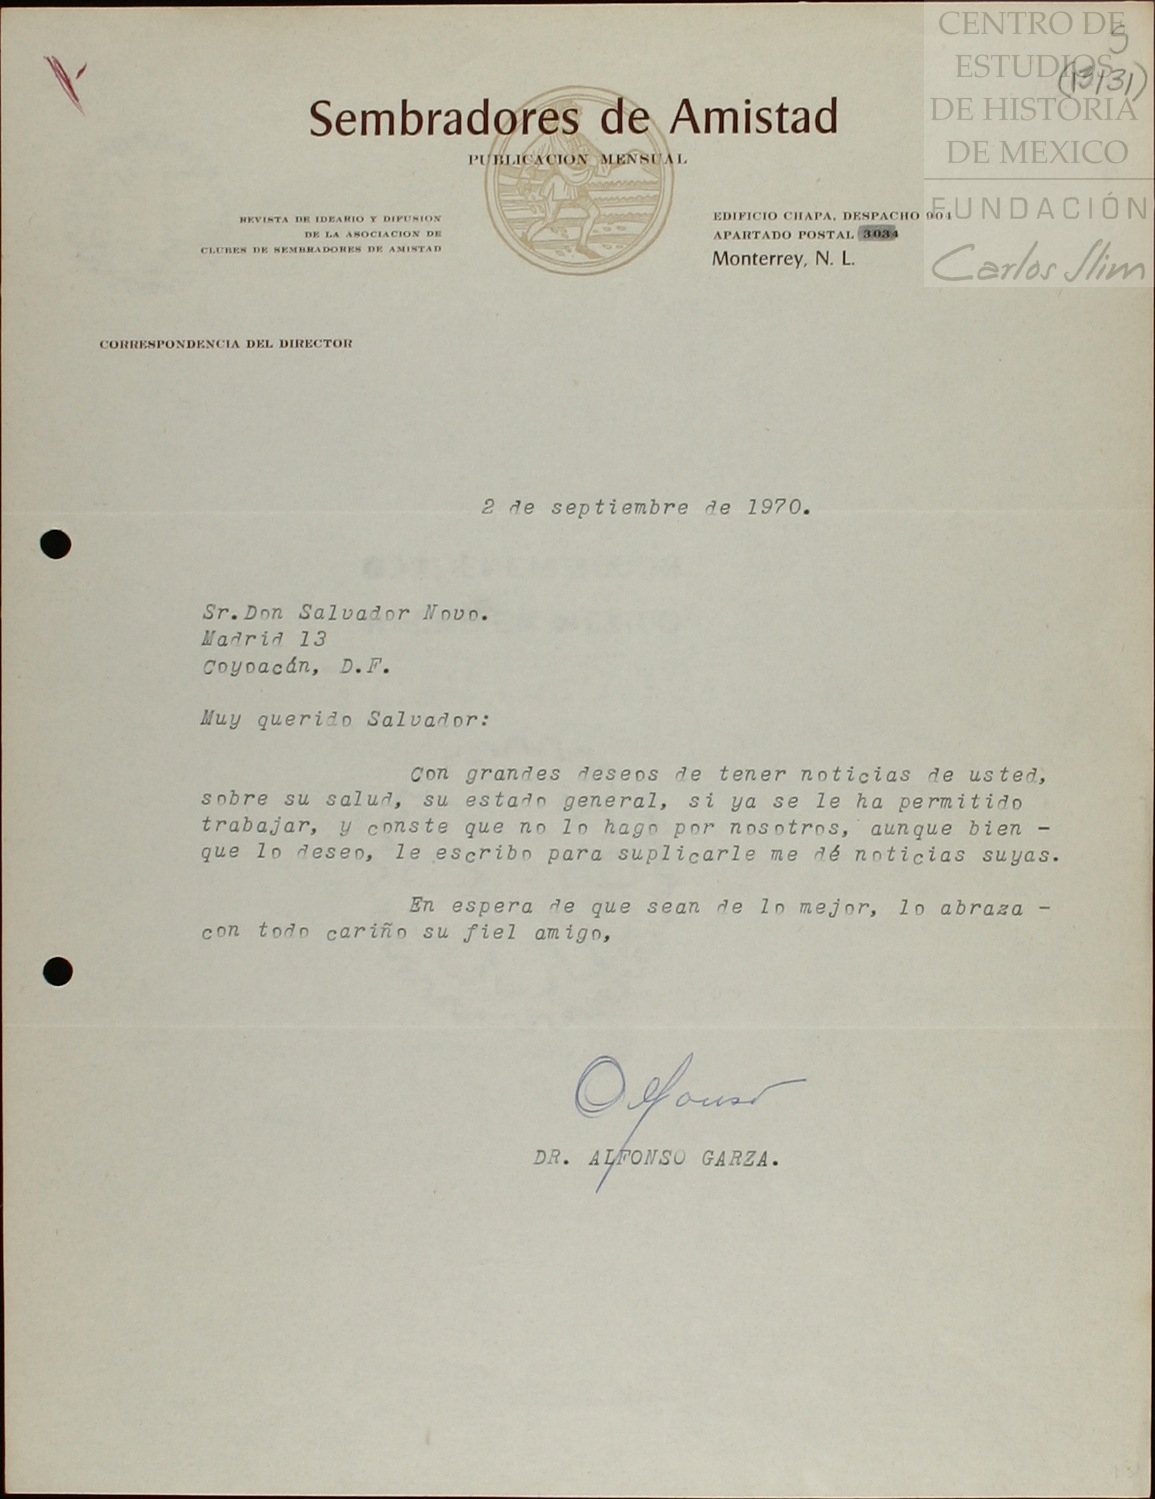 CENTRO DE
ESTUDIOS
DE HISTORIA
DE MEXICO
FUNDACIÓN
Carlos Slim
5
(13/31)
Sembradores de Amistad
PUBLICACION MENSUAL
REVISTA DE IDEARIO Y DIFUSION
DE LA ASOCIACION DE
CLUBES DE SEMBRADORES DE AMISTAD
EDIFICIO CHAPA, DESPACHO 904
APARTADO POSTAL 3034
Monterrey, N. L.
CORRESPONDENCIA DEL DIRECTOR
2 de septiembre de 1970.
Sr.Don Salvador Novo.
Madrid 13
Coyoacán, D.F.
Muy querido Salvador:
Con grandes deseos de tener noticias de usted,
sobre su salud, su estado general, si ya se le ha permitido
trabajar, y conste que no lo hago por nosotros, aunque bien -
que lo deseo, le escribo para suplicarle me dé noticias suyas.
En espera de que sean de lo mejor, lo abraza -
con todo cariño su fiel amigo,
Alfonso
DR. ALFONSO GARZA.